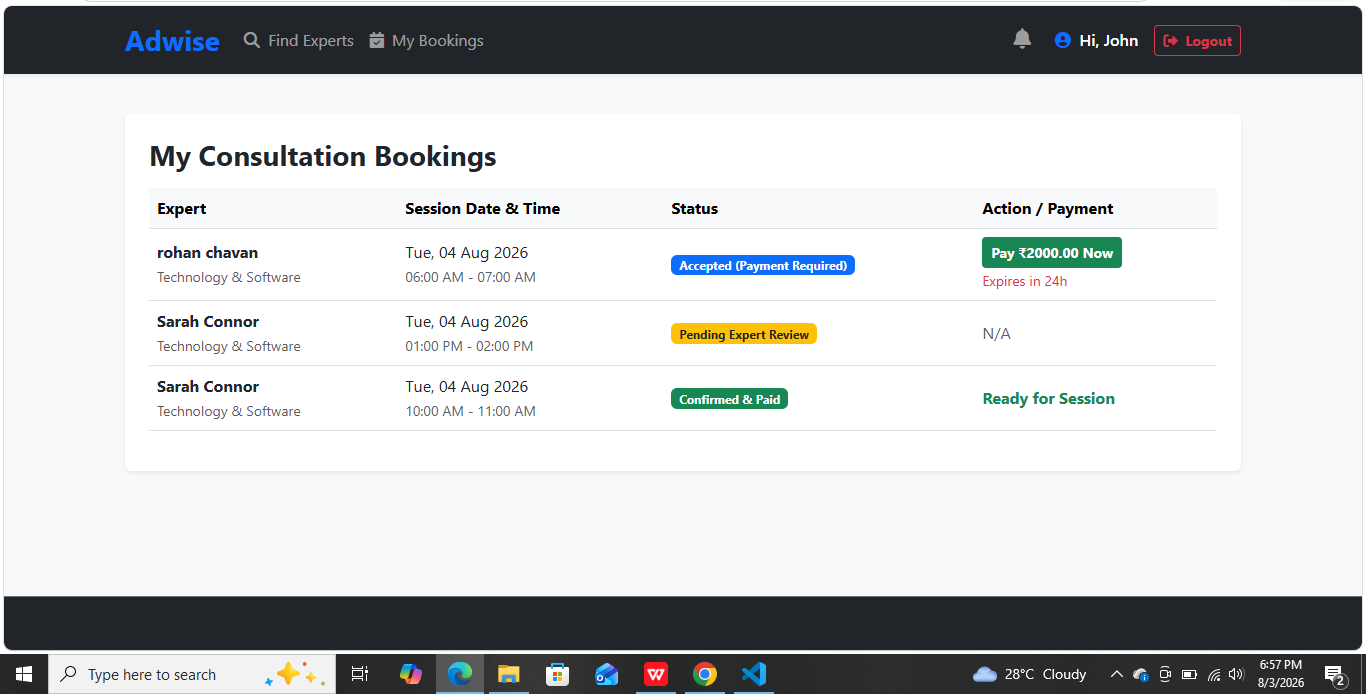 Adwise Find Experts My Bookings Hi, John Logout
My Consultation Bookings
Expert Session Date & Time Status Action / Payment
rohan chavan Tue, 04 Aug 2026 Accepted (Payment Required) Pay ₹2000.00 Now
Technology & Software 06:00 AM - 07:00 AM Expires in 24h
Sarah Connor Tue, 04 Aug 2026 Pending Expert Review N/A
Technology & Software 01:00 PM - 02:00 PM
Sarah Connor Tue, 04 Aug 2026 Confirmed & Paid Ready for Session
Technology & Software 10:00 AM - 11:00 AM
Type here to search 28°C Cloudy 6:57 PM
8/3/2026 2